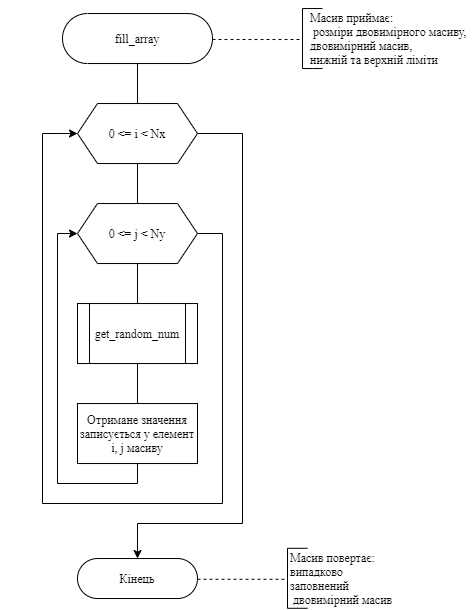 fill_array
Масив приймає:
розміри двовимірного масиву,
двовимірний масив,
нижній та верхній ліміти
0 <= i < Nx
0 <= j < Ny
get_random_num
Отримане значення
записується у елемент
i, j масиву
Кінець
Масив повертає:
випадково
заповнений
двовимірний масив